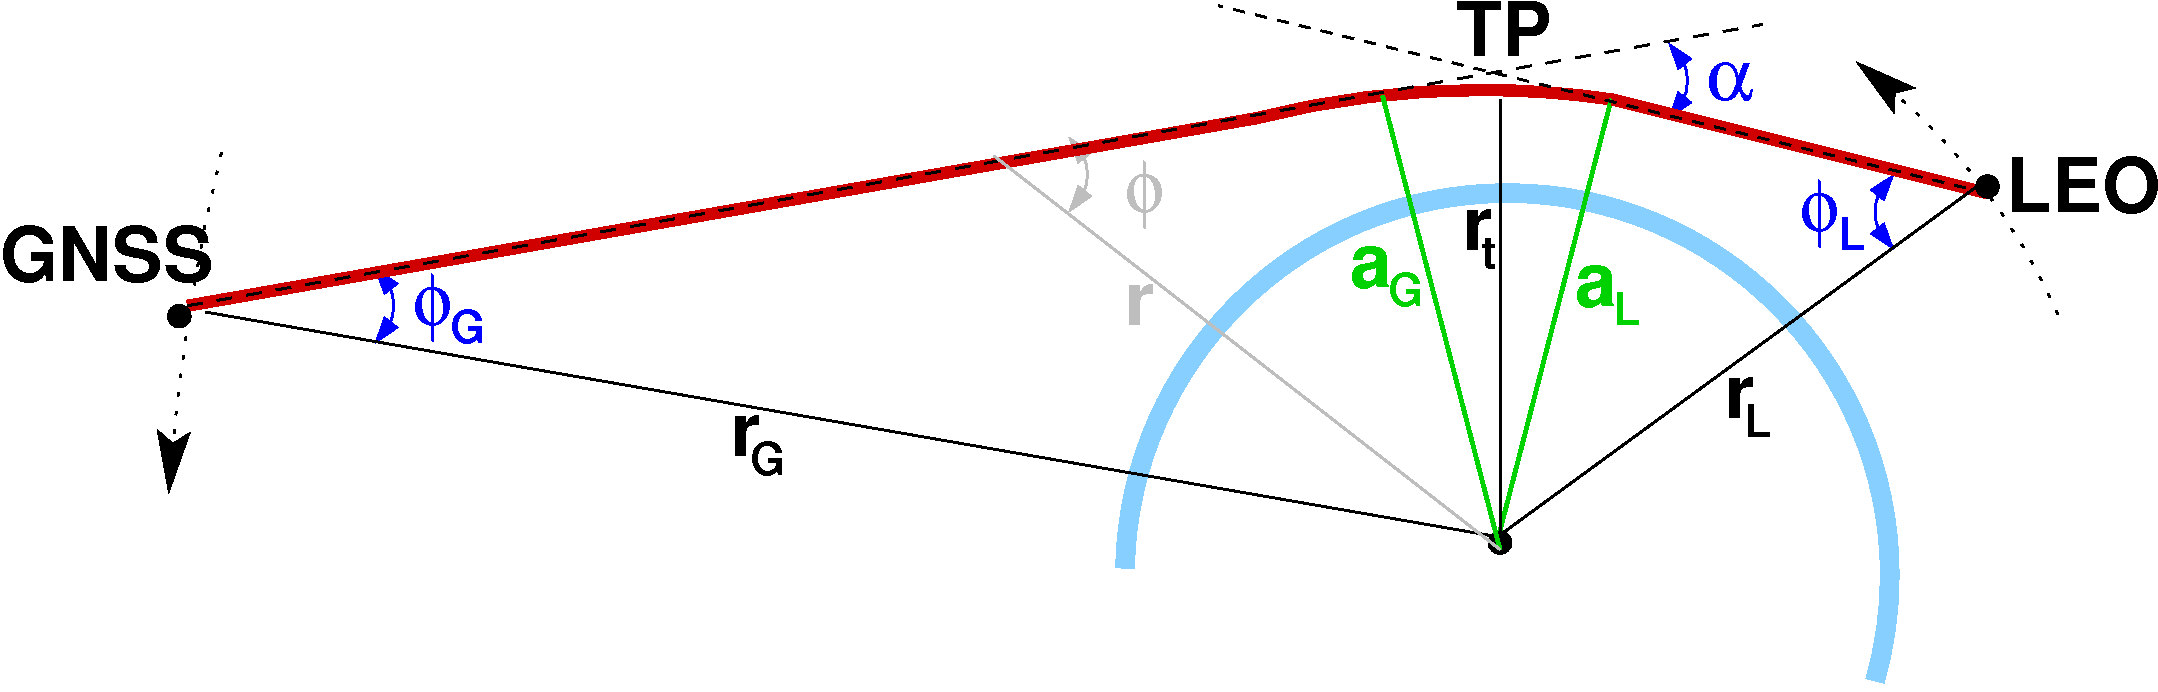 TP
α
LEO
GNSS
ϕ
ϕL
rt
aG
aL
ϕG
r
rL
rG